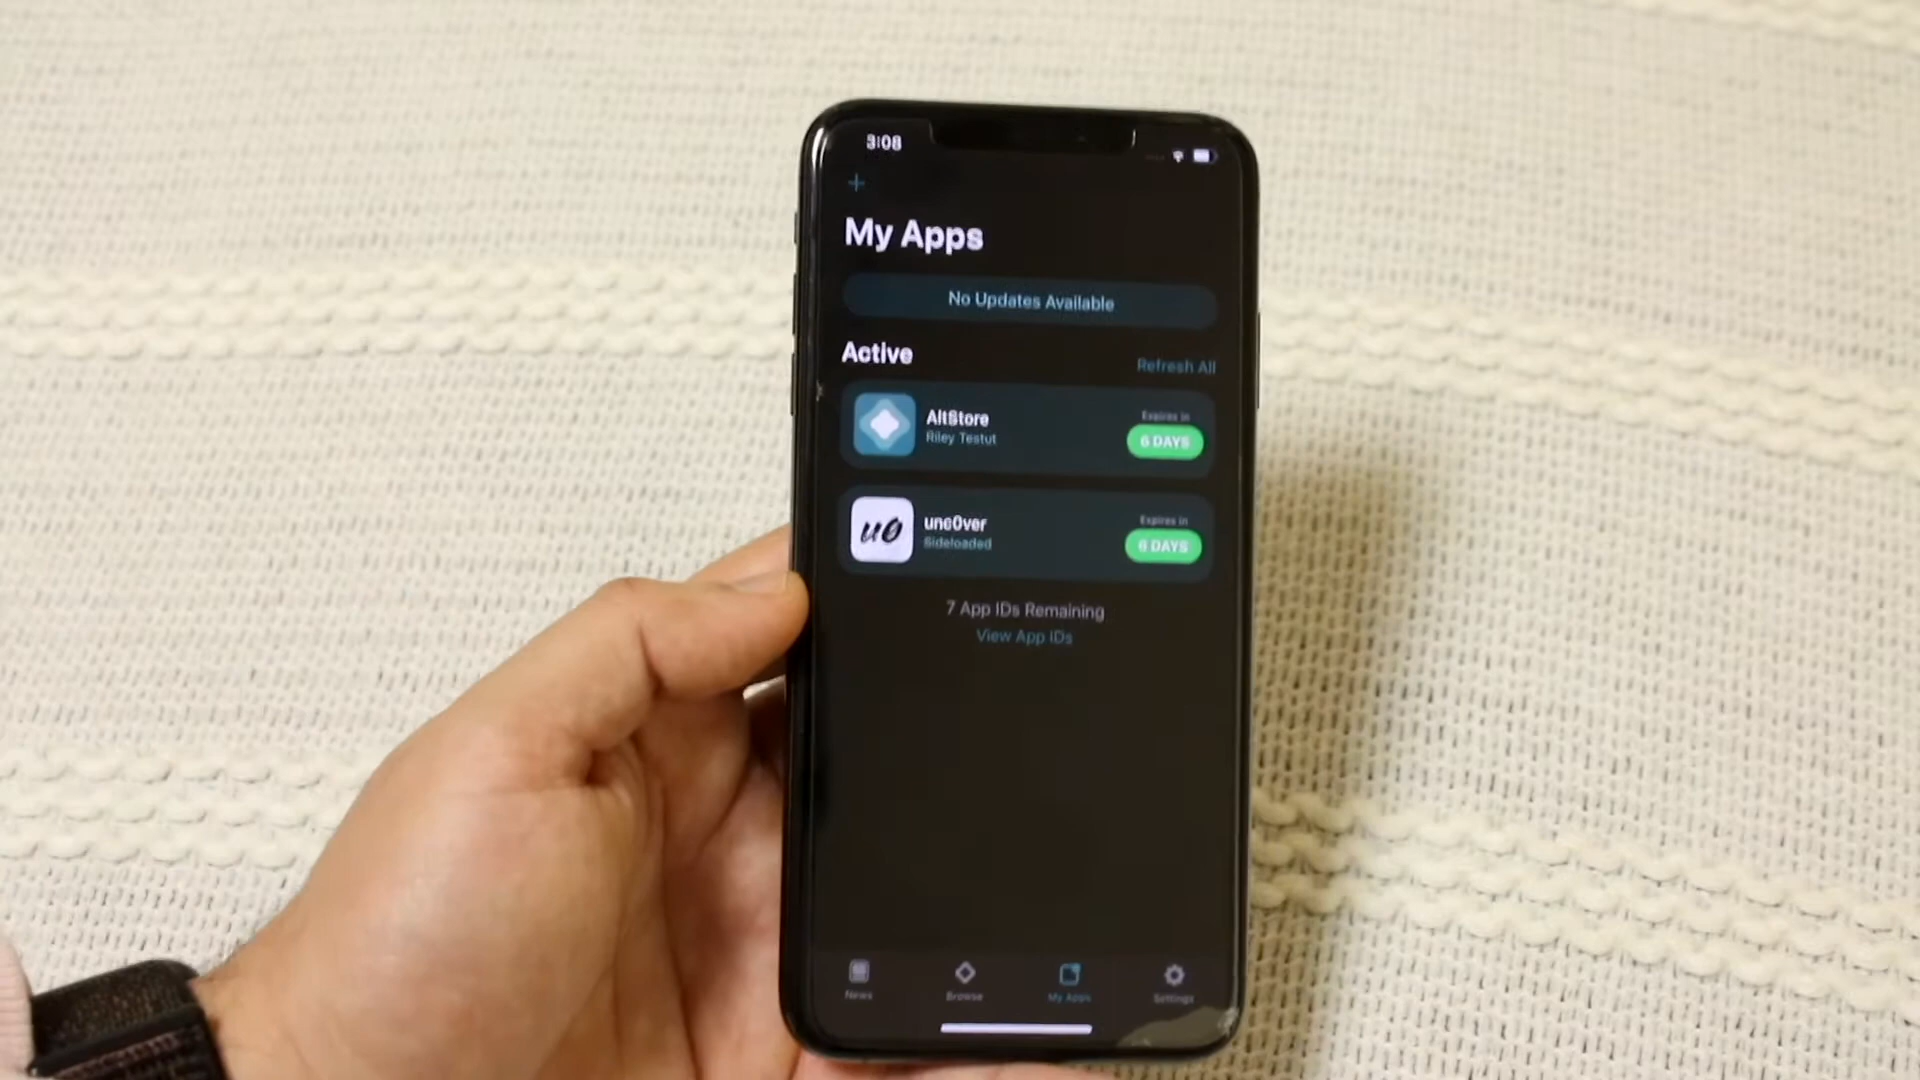 3:08
My Apps
No Updates Available
Active
Refresh All
AltStore
Riley Testut
Expires in
6 DAYS
u0
unc0ver
Sideloaded
Expires in
6 DAYS
7 App IDs Remaining
View App IDs
News
Browse
My Apps
Settings